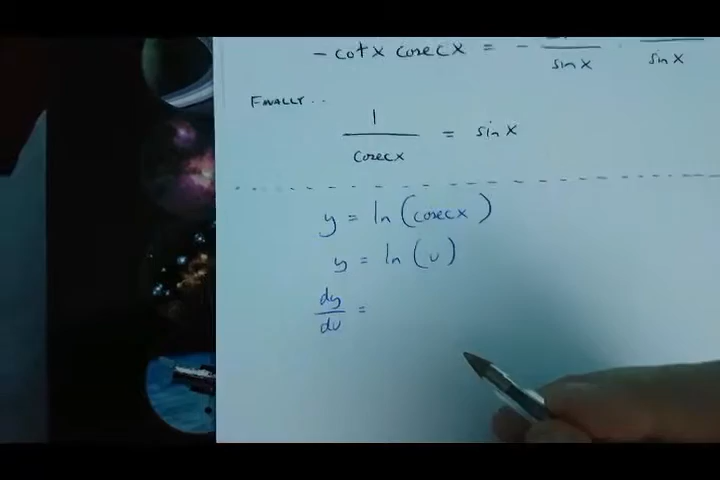 - cot x cosec x = - ─── · ───
sin x sin x
FINALLY..
1
─────── = sin x
cosec x
y = ln (cosec x)
y = ln (u)
dy
── =
du